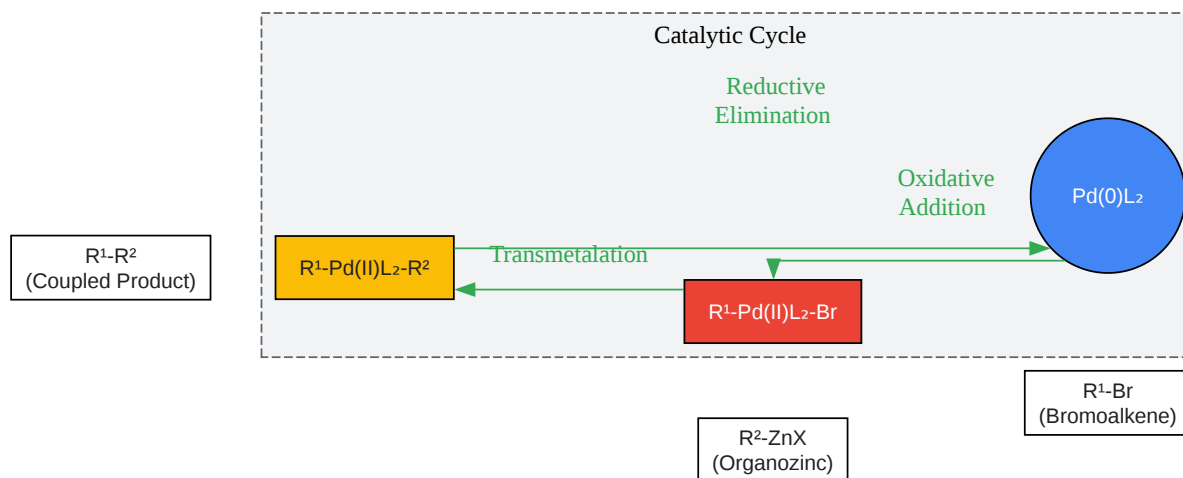 Catalytic Cycle
Reductive
Elimination
Oxidative
Addition
Pd(0)L₂
R¹-R²
(Coupled Product)
R¹-Pd(II)L₂-R²
Transmetalation
R¹-Pd(II)L₂-Br
R¹-Br
(Bromoalkene)
R²-ZnX
(Organozinc)